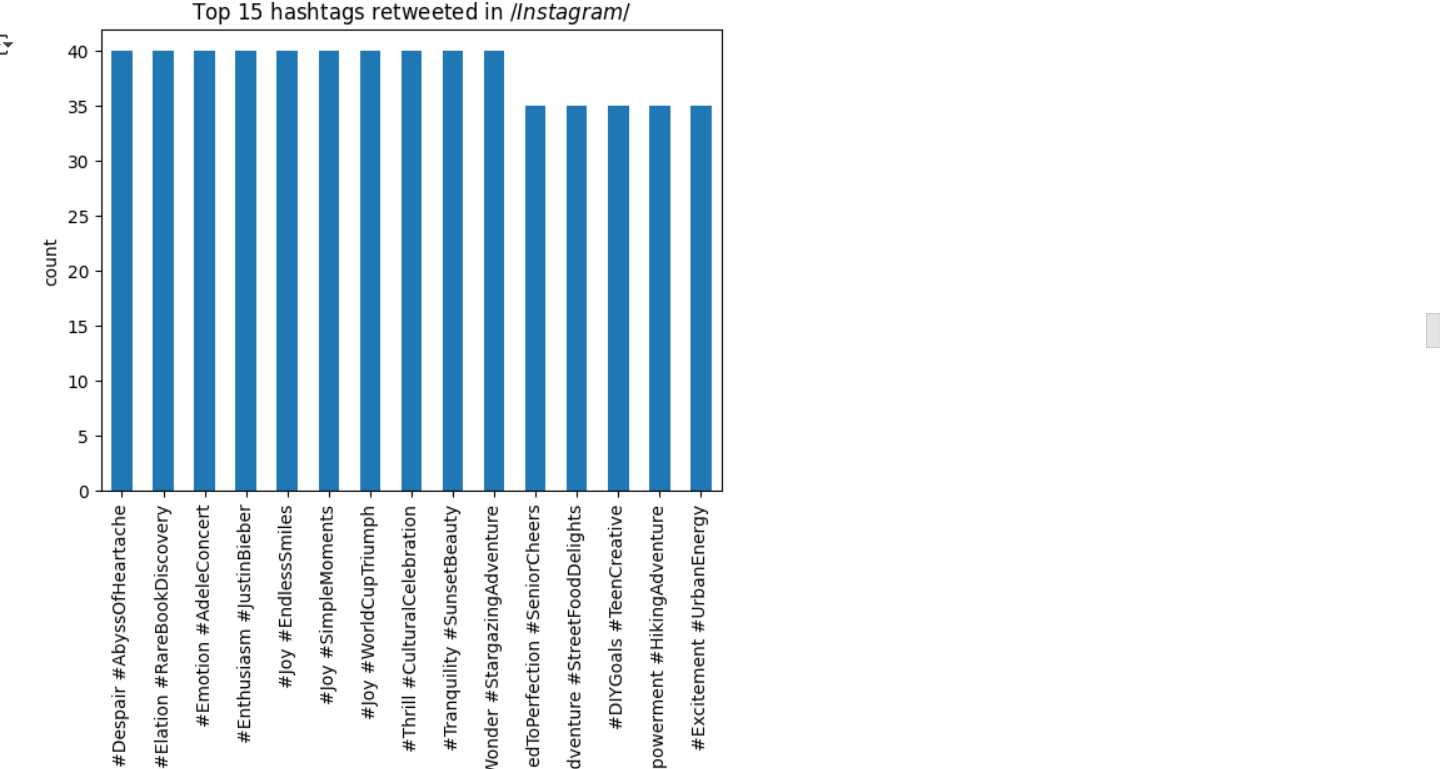 Top 15 hashtags retweeted in /Instagram/
40
35
30
25
20
15
10
5
0
count
#Despair #AbyssOfHeartache
#Elation #RareBookDiscovery
#Emotion #AdeleConcert
#Enthusiasm #JustinBieber
#Joy #EndlessSmiles
#Joy #SimpleMoments
#Joy #WorldCupTriumph
#Thrill #CulturalCelebration
#Tranquility #SunsetBeauty
Wonder #StargazingAdventure
edToPerfection #SeniorCheers
dventure #StreetFoodDelights
#DIYGoals #TeenCreative
powerment #HikingAdventure
#Excitement #UrbanEnergy